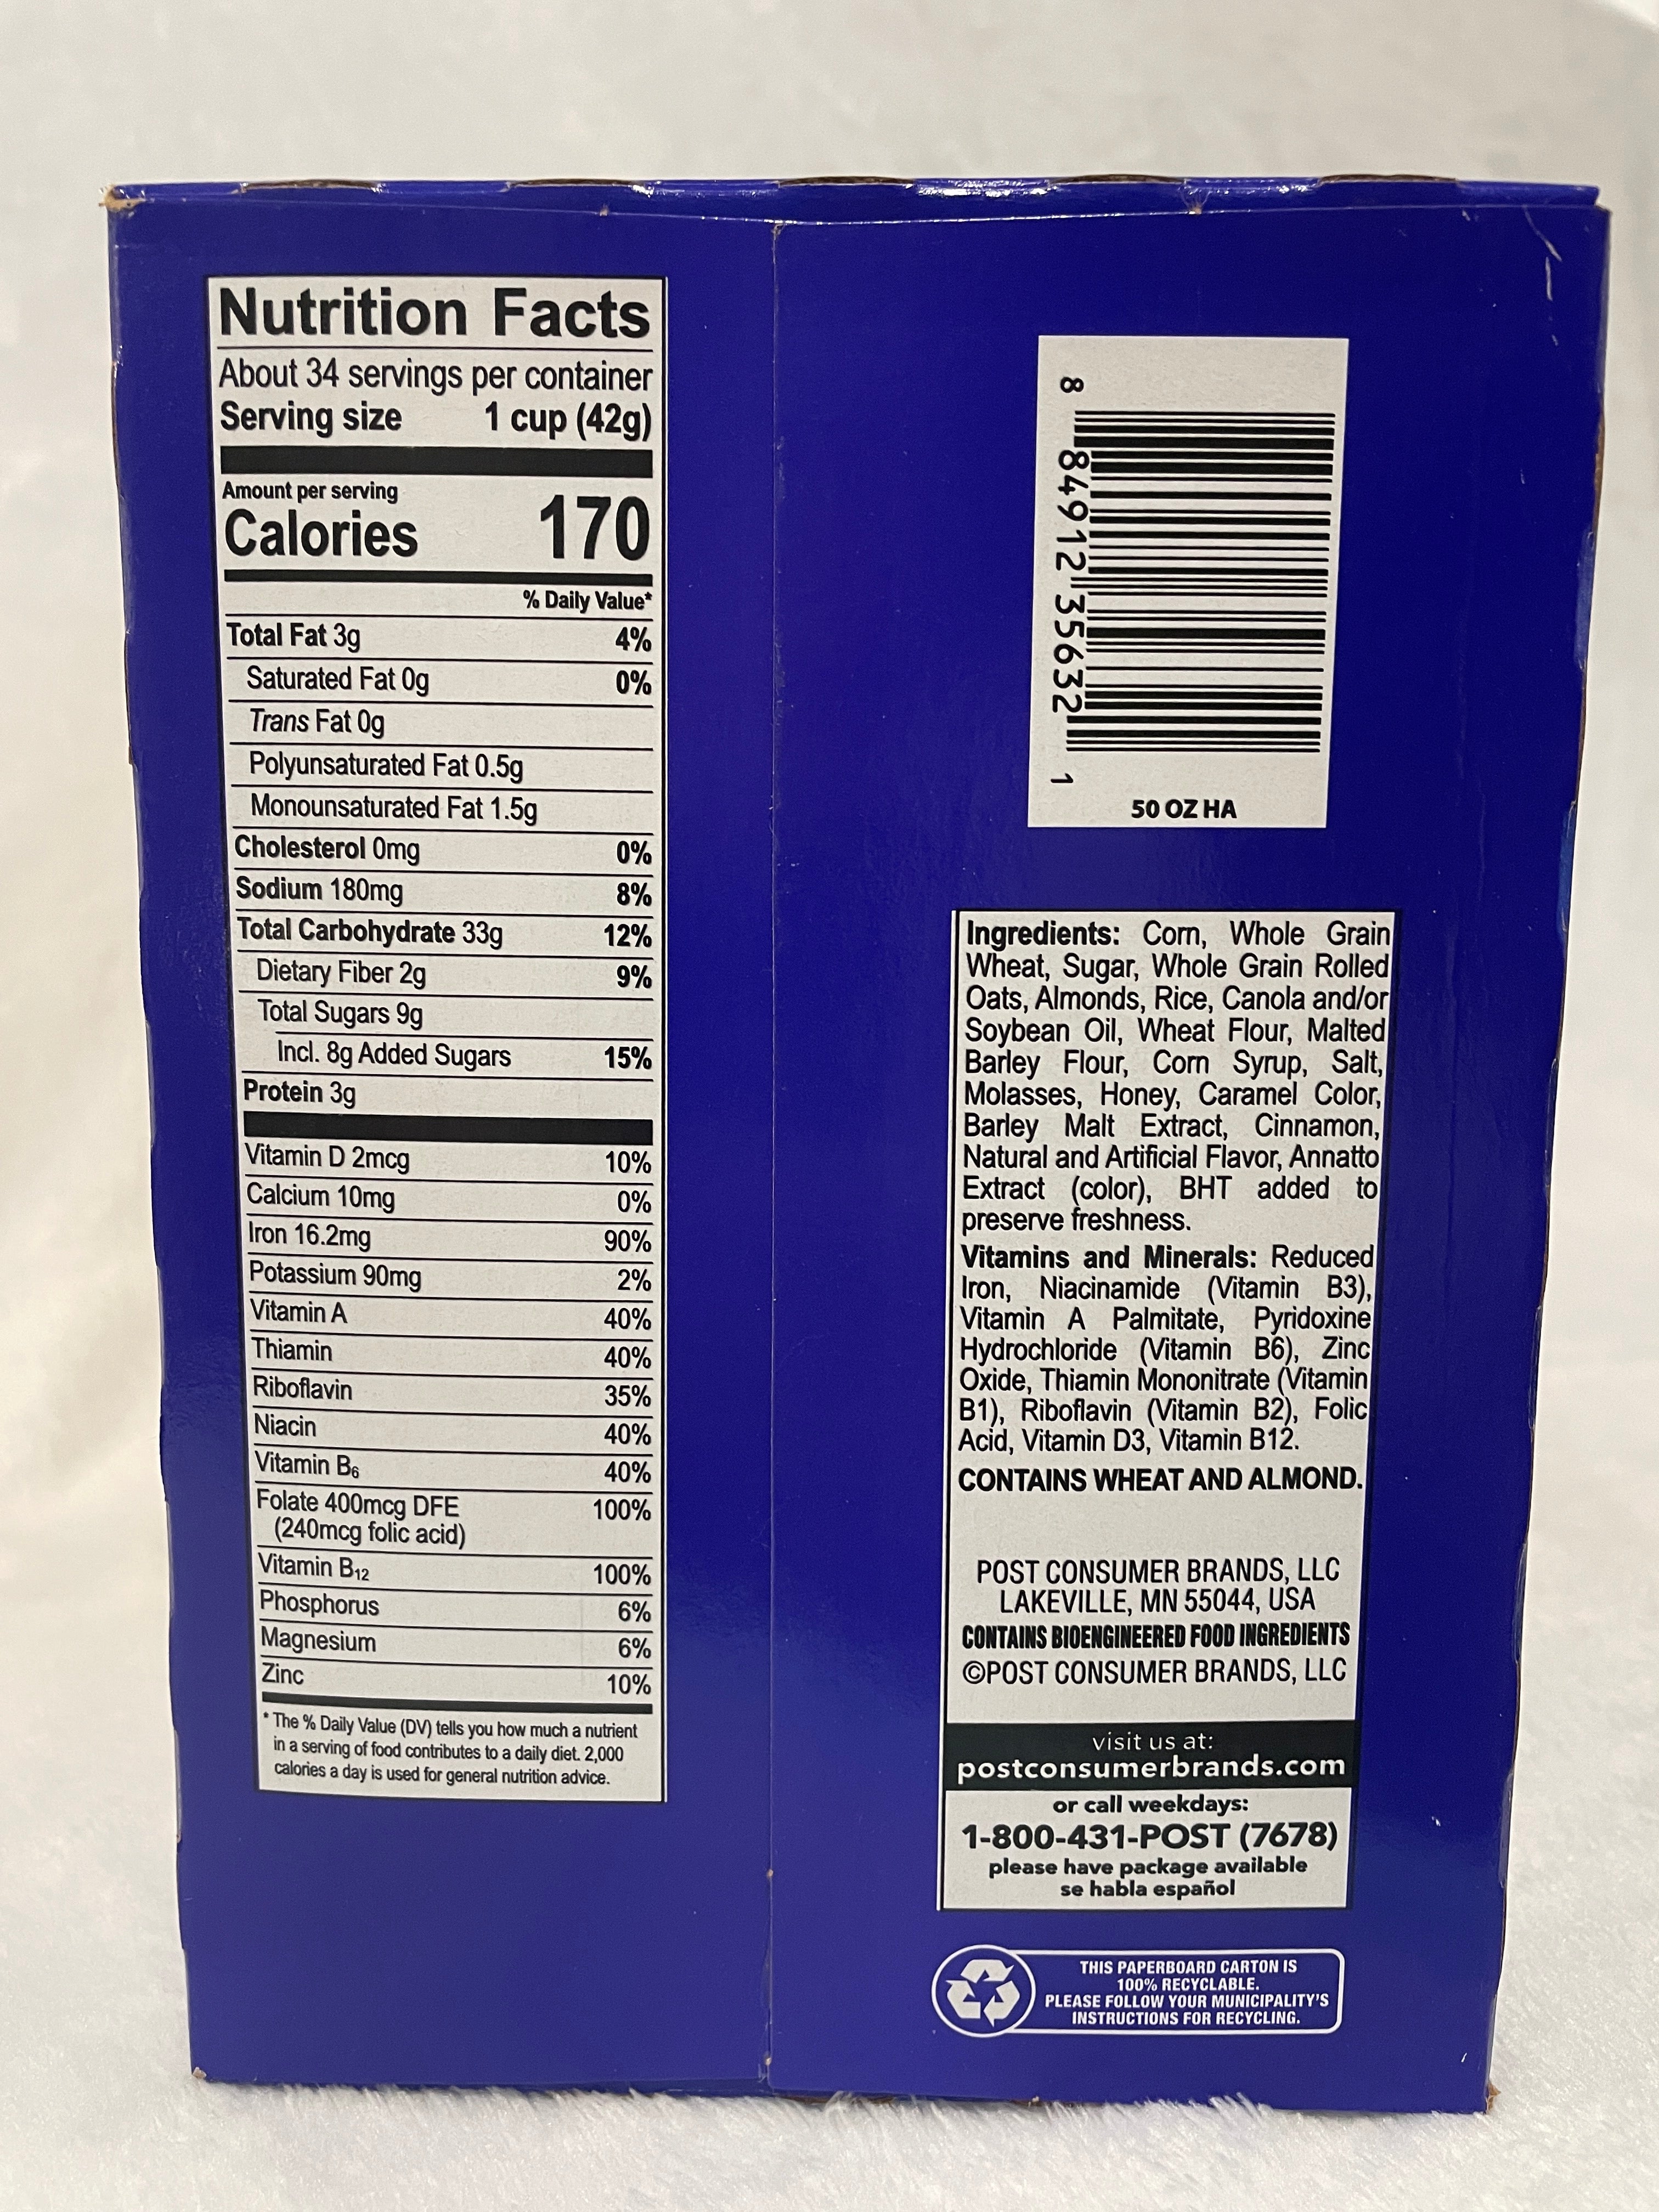 Nutrition Facts
About 34 servings per container
Serving size 1 cup (42g)
Amount per serving
Calories 170
% Daily Value*
Total Fat 3g 4%
Saturated Fat 0g 0%
Trans Fat 0g
Polyunsaturated Fat 0.5g
Monounsaturated Fat 1.5g
Cholesterol 0mg 0%
Sodium 180mg 8%
Total Carbohydrate 33g 12%
Dietary Fiber 2g 9%
Total Sugars 9g
Incl. 8g Added Sugars 15%
Protein 3g
Vitamin D 2mcg 10%
Calcium 10mg 0%
Iron 16.2mg 90%
Potassium 90mg 2%
Vitamin A 40%
Thiamin 40%
Riboflavin 35%
Niacin 40%
Vitamin B6 40%
Folate 400mcg DFE 100%
(240mcg folic acid)
Vitamin B12 100%
Phosphorus 6%
Magnesium 6%
Zinc 10%
* The % Daily Value (DV) tells you how much a nutrient
in a serving of food contributes to a daily diet. 2,000
calories a day is used for general nutrition advice.
8 84912 35632 1
50 OZ HA
Ingredients: Corn, Whole Grain
Wheat, Sugar, Whole Grain Rolled
Oats, Almonds, Rice, Canola and/or
Soybean Oil, Wheat Flour, Malted
Barley Flour, Corn Syrup, Salt,
Molasses, Honey, Caramel Color,
Barley Malt Extract, Cinnamon,
Natural and Artificial Flavor, Annatto
Extract (color), BHT added to
preserve freshness.
Vitamins and Minerals: Reduced
Iron, Niacinamide (Vitamin B3),
Vitamin A Palmitate, Pyridoxine
Hydrochloride (Vitamin B6), Zinc
Oxide, Thiamin Mononitrate (Vitamin
B1), Riboflavin (Vitamin B2), Folic
Acid, Vitamin D3, Vitamin B12.
CONTAINS WHEAT AND ALMOND.
POST CONSUMER BRANDS, LLC
LAKEVILLE, MN 55044, USA
CONTAINS BIOENGINEERED FOOD INGREDIENTS
©POST CONSUMER BRANDS, LLC
visit us at:
postconsumerbrands.com
or call weekdays:
1-800-431-POST (7678)
please have package available
se habla español
THIS PAPERBOARD CARTON IS
100% RECYCLABLE.
PLEASE FOLLOW YOUR MUNICIPALITY'S
INSTRUCTIONS FOR RECYCLING.